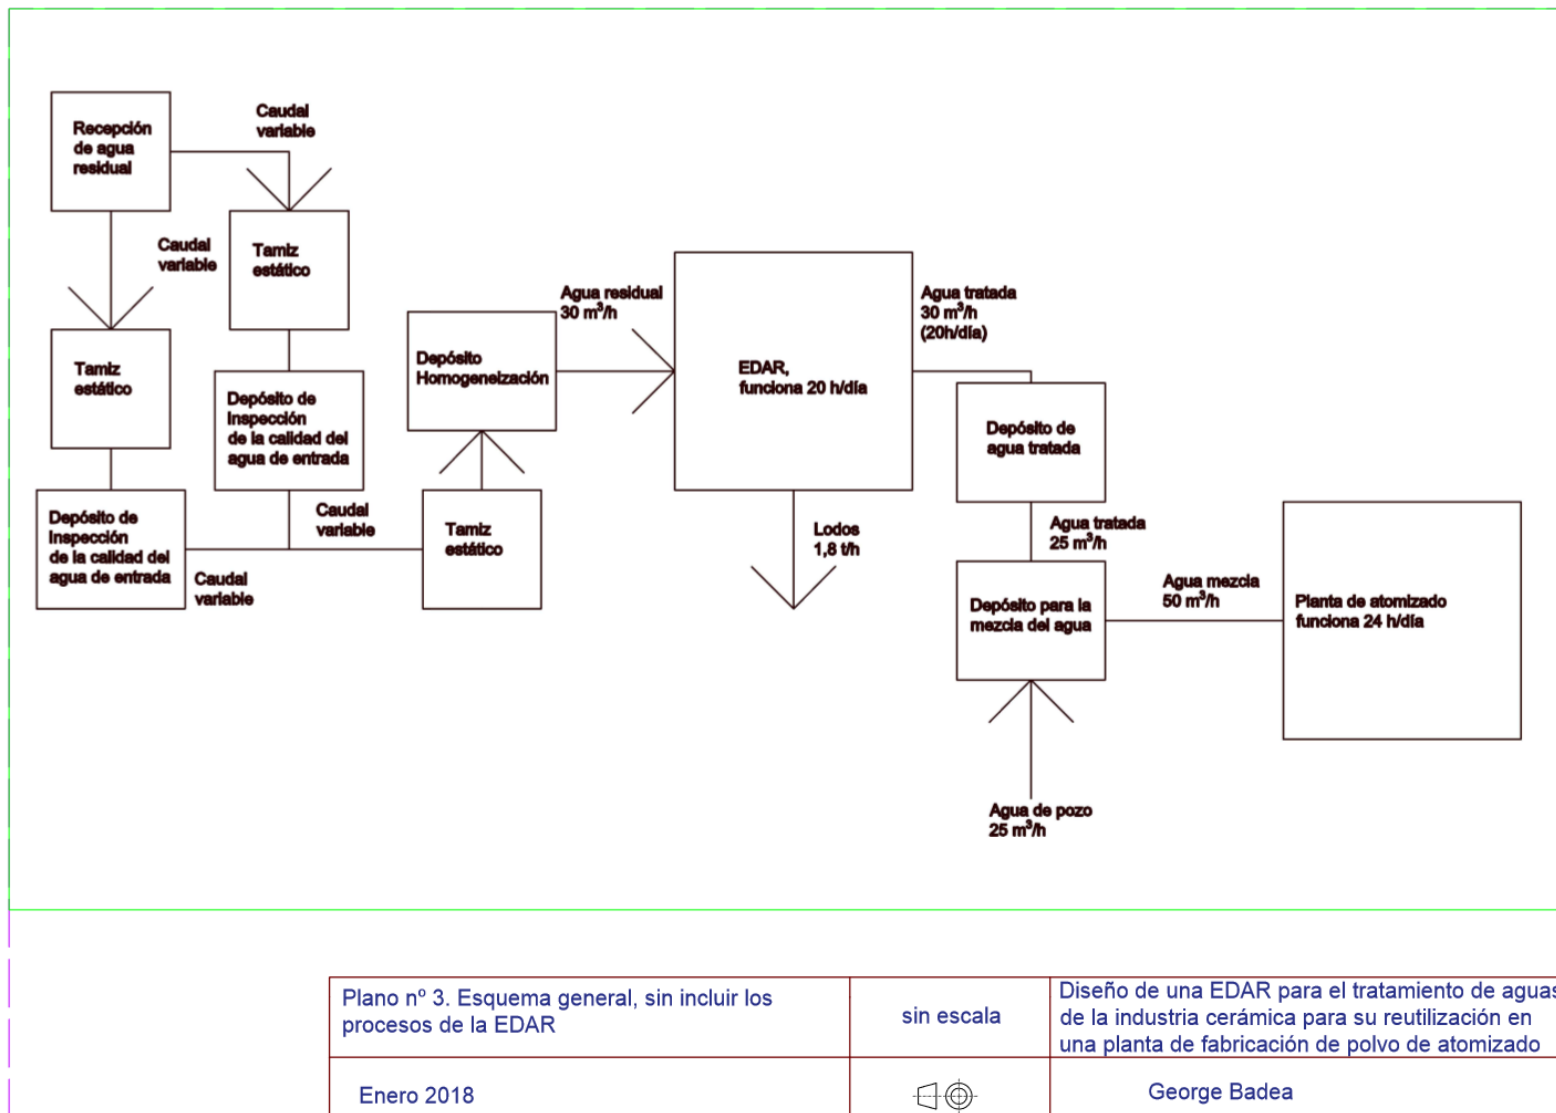 Recepción
de agua
residual
Caudal
variable
Caudal
variable
Tamiz
estático
Tamiz
estático
Depósito de
Inspección
de la calidad del
agua de entrada
Depósito de
Inspección
de la calidad del
agua de entrada
Caudal
variable
Caudal
variable
Tamiz
estático
Depósito
Homogeneización
Agua residual
30 m³/h
EDAR,
funciona 20 h/día
Lodos
1,8 t/h
Agua tratada
30 m³/h
(20h/día)
Depósito de
agua tratada
Agua tratada
25 m³/h
Depósito para la
mezcla del agua
Agua de pozo
25 m³/h
Agua mezcla
50 m³/h
Planta de atomizado
funciona 24 h/día
Plano nº 3. Esquema general, sin incluir los
procesos de la EDAR
sin escala
Diseño de una EDAR para el tratamiento de aguas
de la industria cerámica para su reutilización en
una planta de fabricación de polvo de atomizado
Enero 2018
George Badea